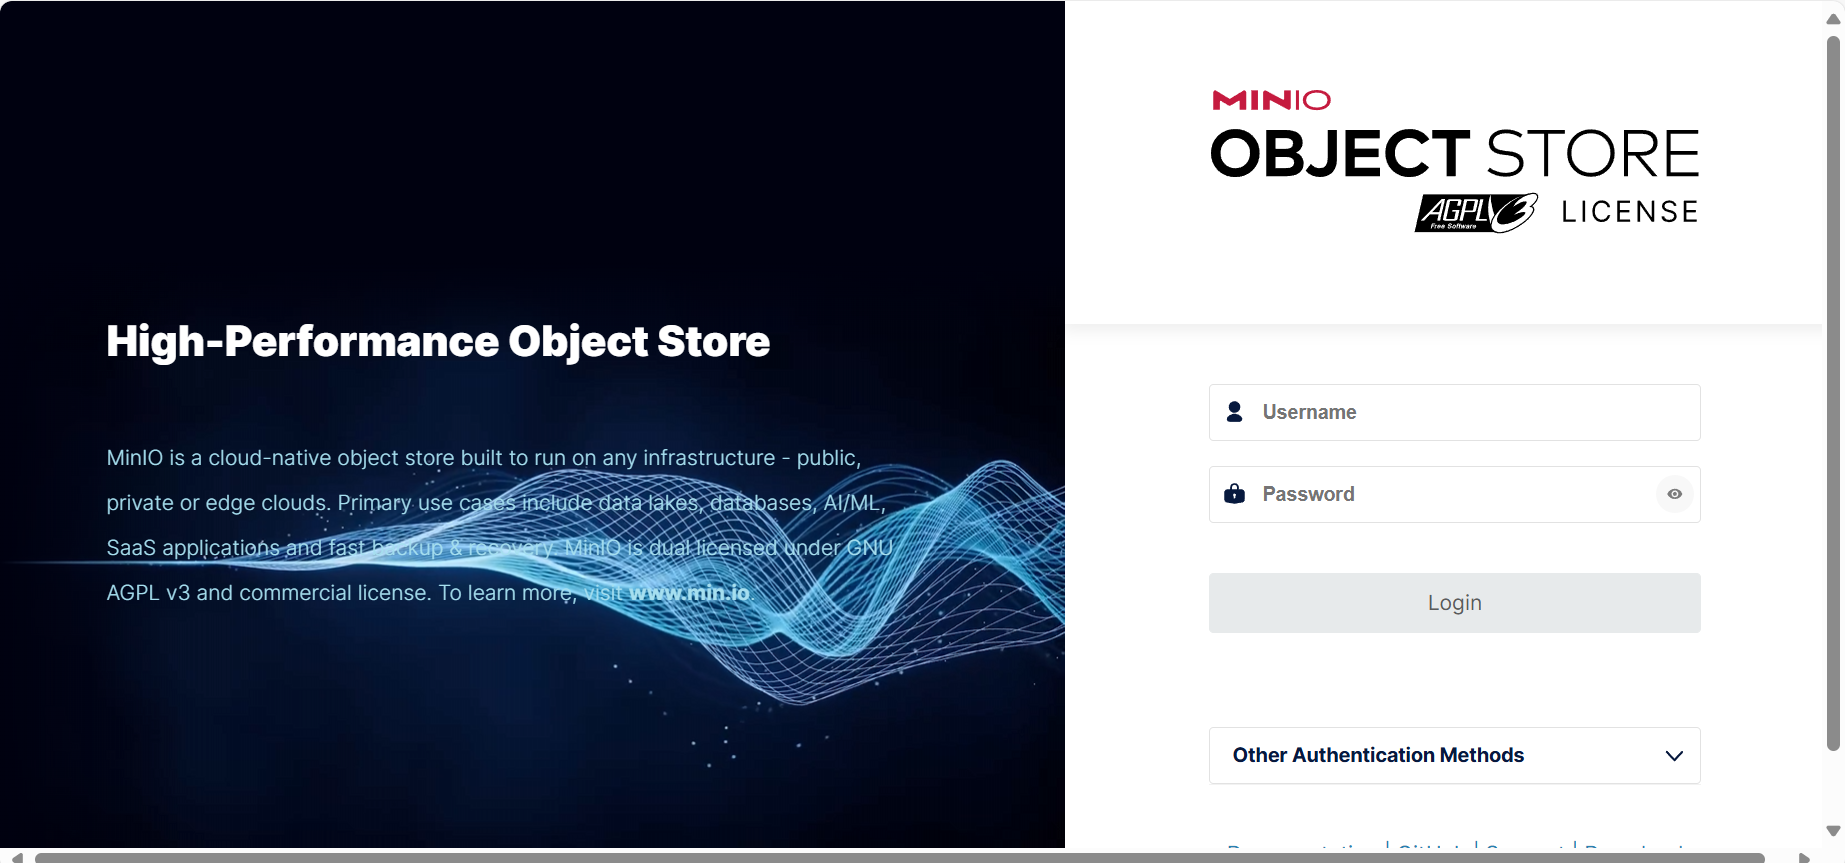 High-Performance Object Store
MinIO is a cloud-native object store built to run on any infrastructure - public,
private or edge clouds. Primary use cases include data lakes, databases, AI/ML,
SaaS applications and fast backup & recovery. MinIO is dual licensed under GNU
AGPL v3 and commercial license. To learn more, visit www.min.io.
MINIO
OBJECT STORE
AGPL v3 LICENSE
Free Software
Username
Password
Login
Other Authentication Methods